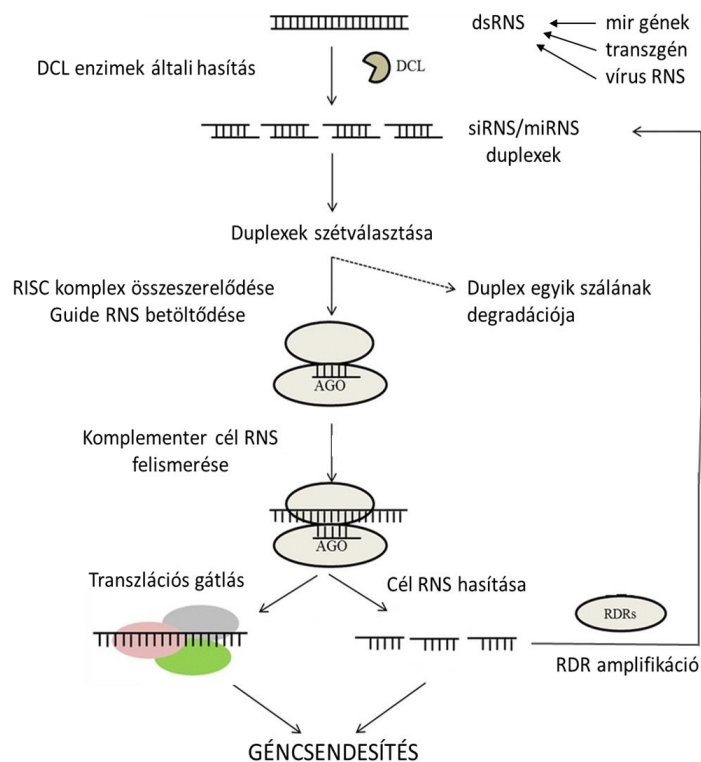 dsRNS
mir gének
transzgén
vírus RNS
DCL enzimek általi hasítás
DCL
siRNS/miRNS
duplexek
Duplexek szétválasztása
RISC komplex összeszerelődése
Guide RNS betöltődése
Duplex egyik szálának
degradációja
AGO
Komplementer cél RNS
felismerése
AGO
Transzlációs gátlás
Cél RNS hasítása
RDRs
RDR amplifikáció
GÉNCSENDESÍTÉS